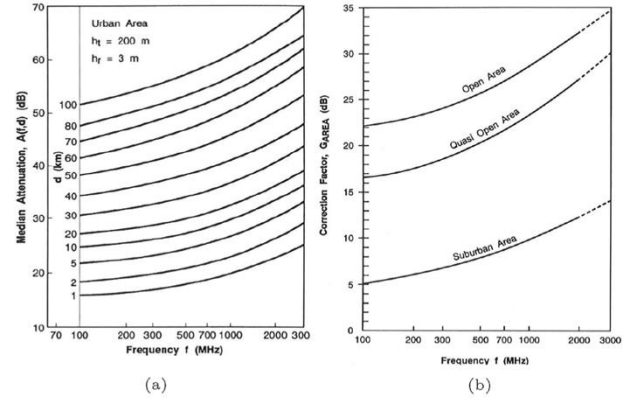 Urban Area
ht = 200 m
hr = 3 m
Median Attenuation, A(f,d) (dB)
70
60
50
40
30
20
10
d (km)
100
80
70
60
50
40
30
20
10
5
2
1
70 100 200 300 500 700 1000 2000 300
Frequency f (MHz)
(a)
Correction Factor, GAREA (dB)
35
30
25
20
15
10
5
0
Open Area
Quasi Open Area
Suburban Area
100 200 300 500 700 1000 2000 3000
Frequency f (MHz)
(b)